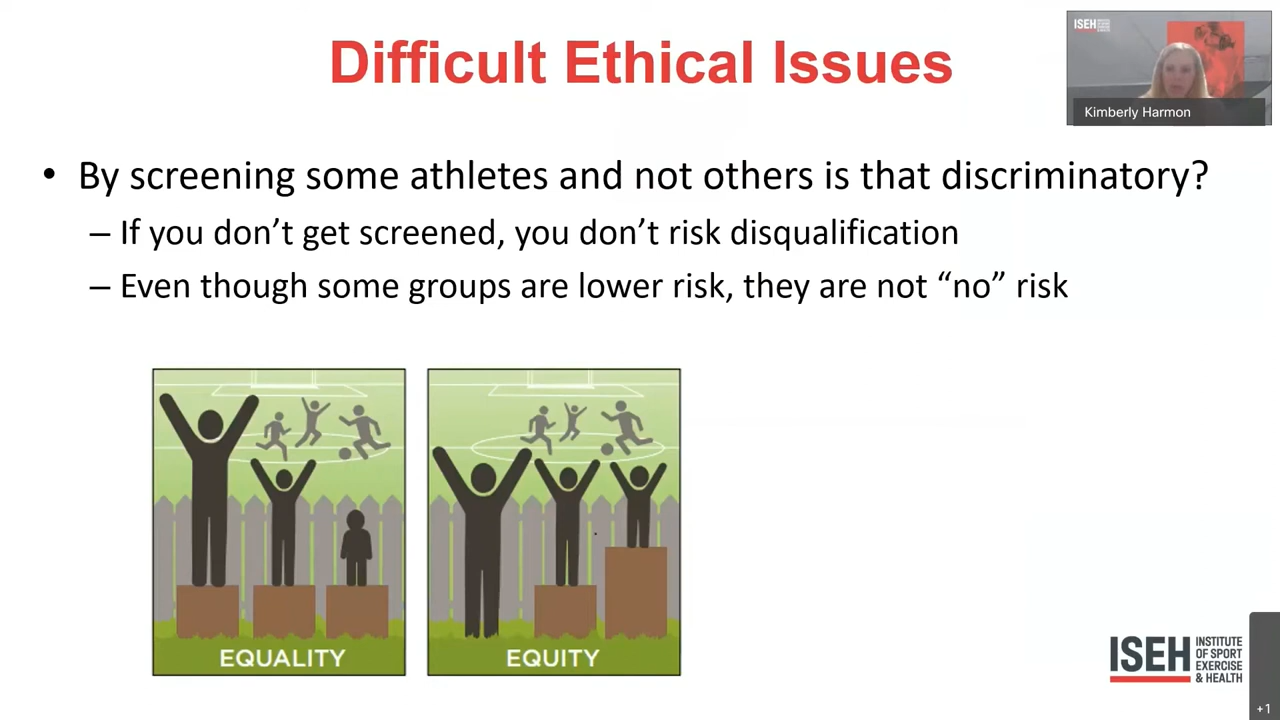 Difficult Ethical Issues
ISEH
Kimberly Harmon
• By screening some athletes and not others is that discriminatory?
– If you don’t get screened, you don’t risk disqualification
– Even though some groups are lower risk, they are not “no” risk
EQUALITY
EQUITY
ISEH
INSTITUTE
OF SPORT
EXERCISE
& HEALTH
+1